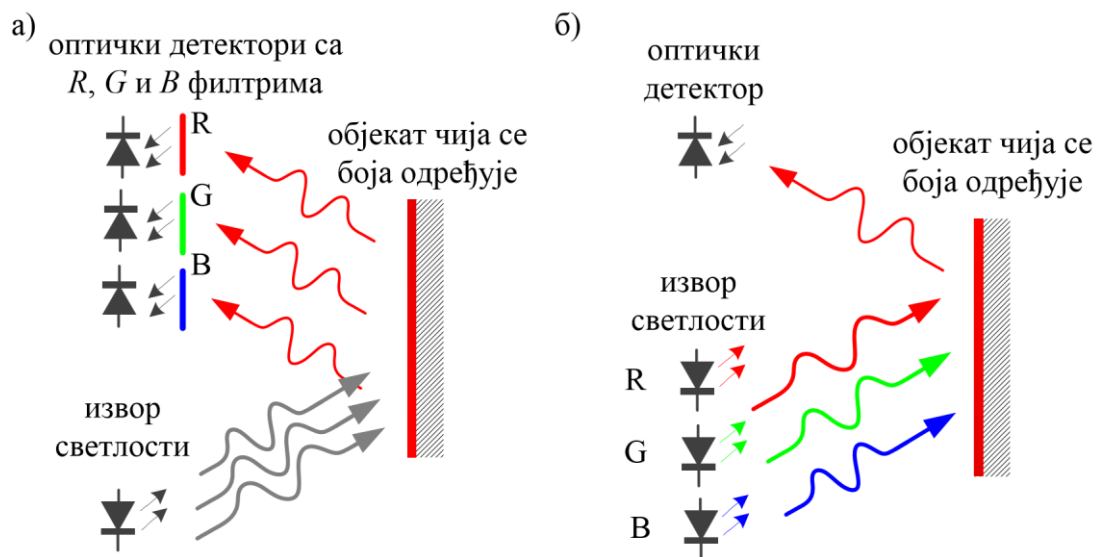 а)
оптички детектори са
R, G и B филтрима
R
G
B
објекат чија се
боја одређује
извор
светлости
б)
оптички
детектор
објекат чија се
боја одређује
извор
светлости
R
G
B